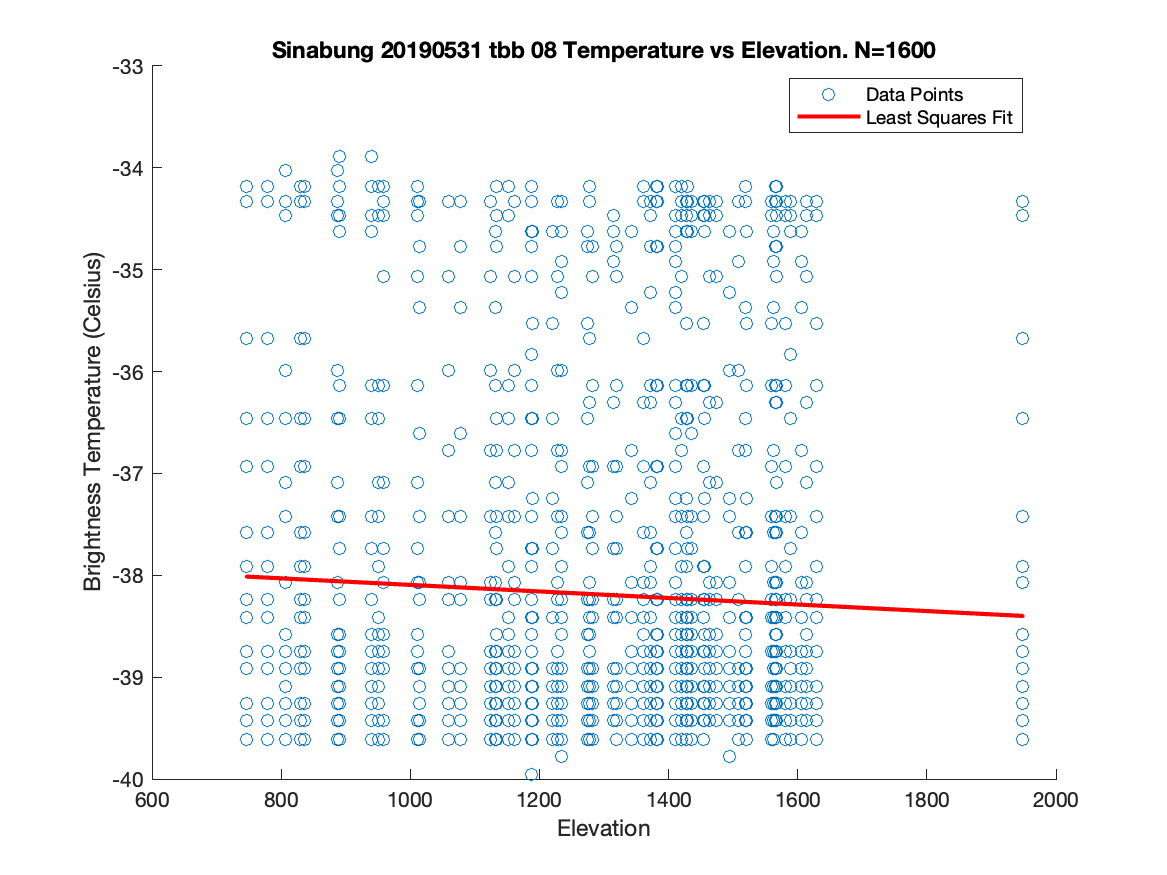 Sinabung 20190531 tbb 08 Temperature vs Elevation. N=1600
Data Points
Least Squares Fit
Brightness Temperature (Celsius)
-33
-34
-35
-36
-37
-38
-39
-40
600 800 1000 1200 1400 1600 1800 2000
Elevation